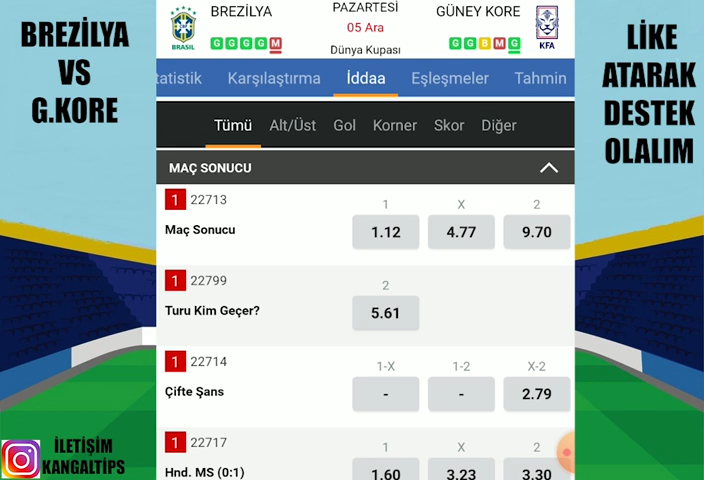 BREZİLYA
VS
G.KORE
BRASIL
BREZİLYA
G G G G M
PAZARTESİ
05 Ara
Dünya Kupası
GÜNEY KORE
G G B M G
KFA
LİKE
ATARAK
DESTEK
OLALIM
tatistik Karşılaştırma İddaa Eşleşmeler Tahmin
Tümü Alt/Üst Gol Korner Skor Diğer
MAÇ SONUCU
1 22713
Maç Sonucu
1 X 2
1.12 4.77 9.70
1 22799
Turu Kim Geçer?
2
5.61
1 22714
Çifte Şans
1-X 1-2 X-2
- - 2.79
1 22717
Hnd. MS (0:1)
1 X 2
1.60 3.23 3.30
İLETİŞİM
KANGALTİPS